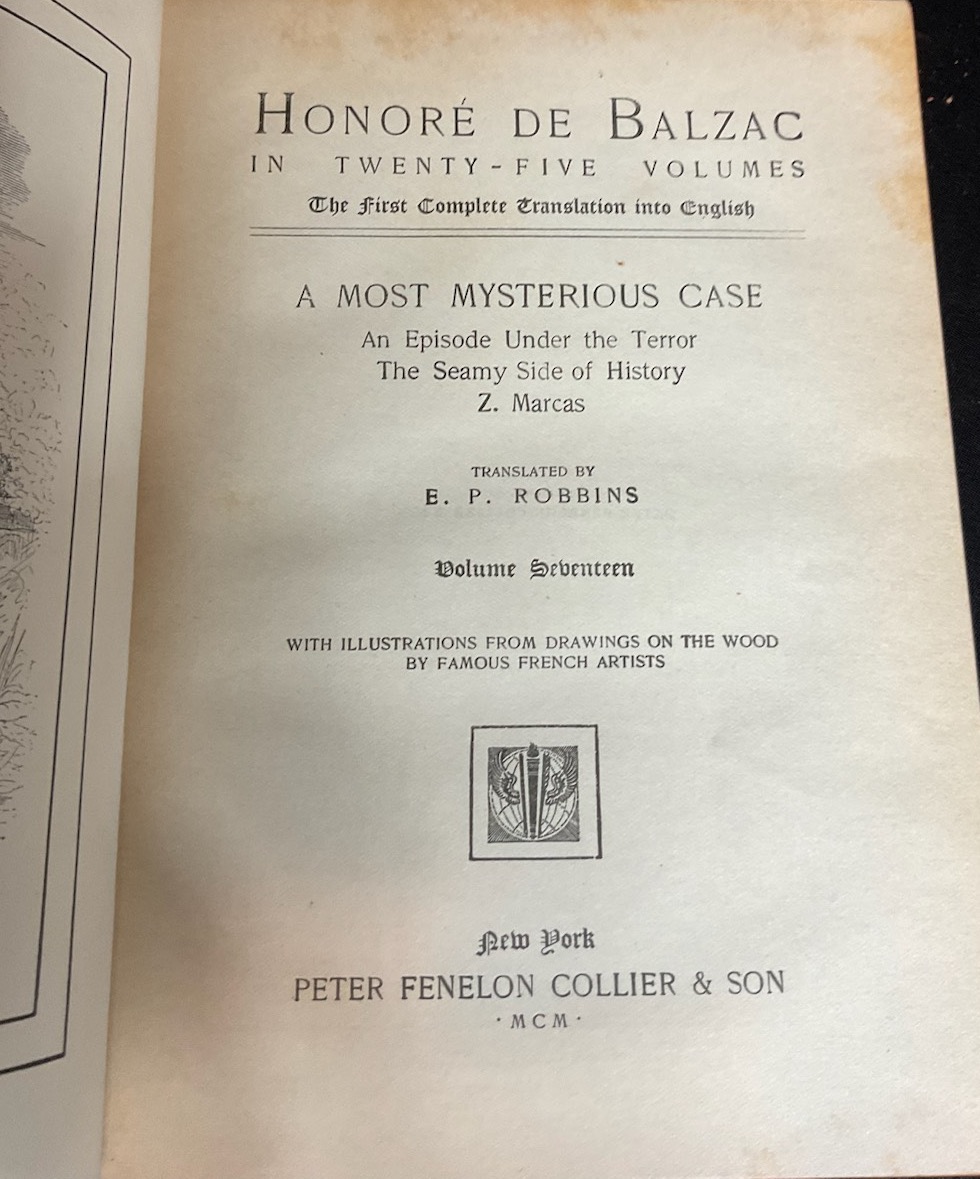 HONORÉ DE BALZAC
IN TWENTY-FIVE VOLUMES
The First Complete Translation into English
A MOST MYSTERIOUS CASE
An Episode Under the Terror
The Seamy Side of History
Z. Marcas
TRANSLATED BY
E. P. ROBBINS
Volume Seventeen
WITH ILLUSTRATIONS FROM DRAWINGS ON THE WOOD
BY FAMOUS FRENCH ARTISTS
New York
PETER FENELON COLLIER & SON
·MCM·